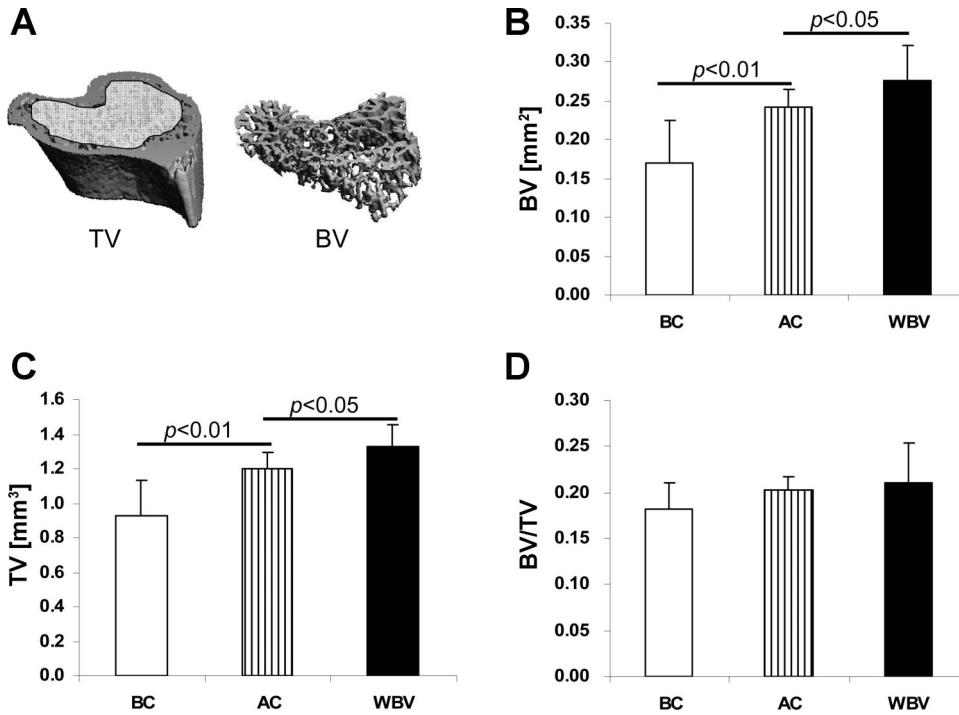 A
TV
BV
B
BV [mm²]
0.35
0.30
0.25
0.20
0.15
0.10
0.05
0.00
p<0.01
p<0.05
BC
AC
WBV
C
TV [mm³]
1.6
1.4
1.2
1.0
0.8
0.6
0.4
0.2
0.0
p<0.01
p<0.05
BC
AC
WBV
D
BV/TV
0.30
0.25
0.20
0.15
0.10
0.05
0.00
BC
AC
WBV